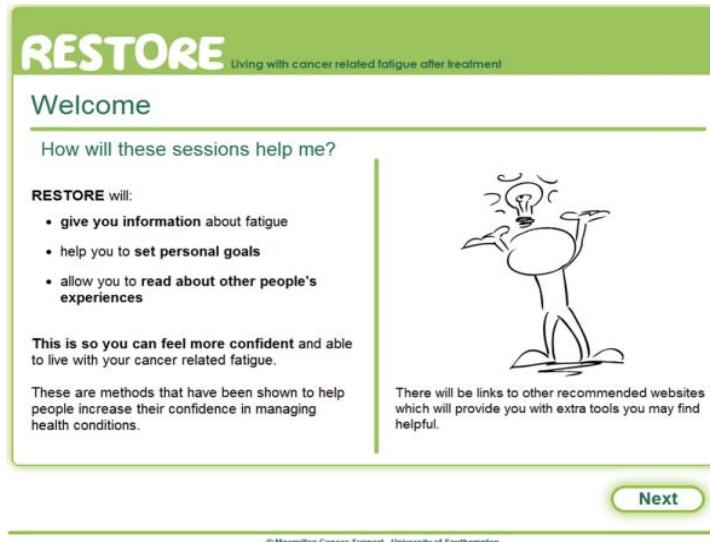 RESTORE Living with cancer related fatigue after treatment
Welcome
How will these sessions help me?
RESTORE will:
• give you information about fatigue
• help you to set personal goals
• allow you to read about other people's
experiences
This is so you can feel more confident and able
to live with your cancer related fatigue.
These are methods that have been shown to help
people increase their confidence in managing
health conditions.
There will be links to other recommended websites
which will provide you with extra tools you may find
helpful.
Next
© Macmillan Cancer Support - University of Southampton